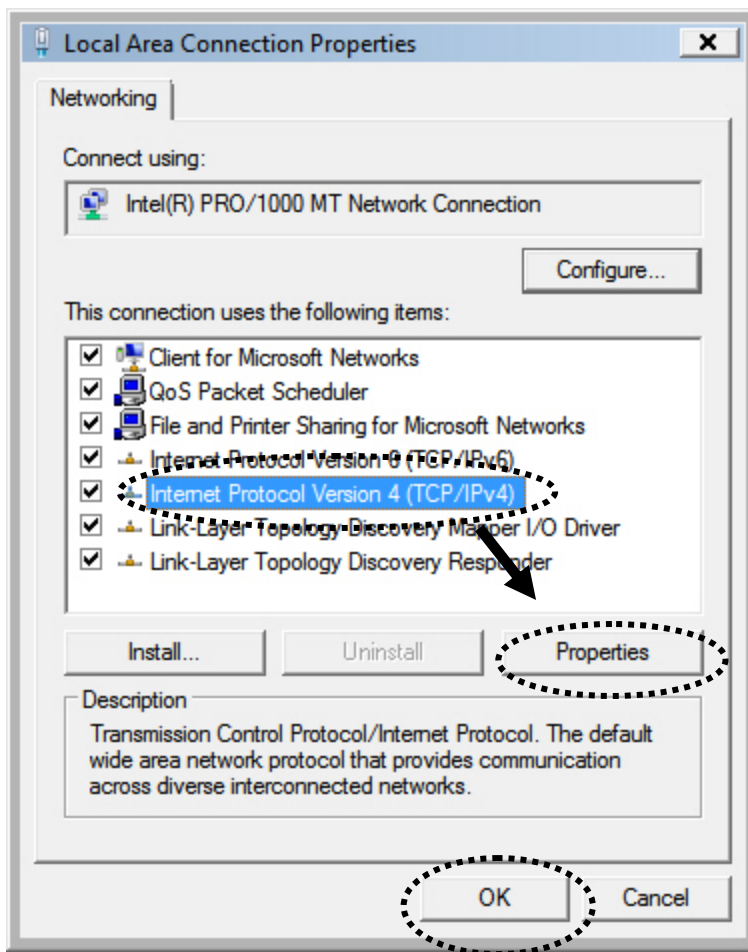 Local Area Connection Properties
Networking
Connect using:
Intel(R) PRO/1000 MT Network Connection
Configure...
This connection uses the following items:
Client for Microsoft Networks
QoS Packet Scheduler
File and Printer Sharing for Microsoft Networks
Internet Protocol Version 6 (TCP/IPv6)
Internet Protocol Version 4 (TCP/IPv4)
Link-Layer Topology Discovery Mapper I/O Driver
Link-Layer Topology Discovery Responder
Install... Uninstall Properties
Description
Transmission Control Protocol/Internet Protocol. The default
wide area network protocol that provides communication
across diverse interconnected networks.
OK Cancel